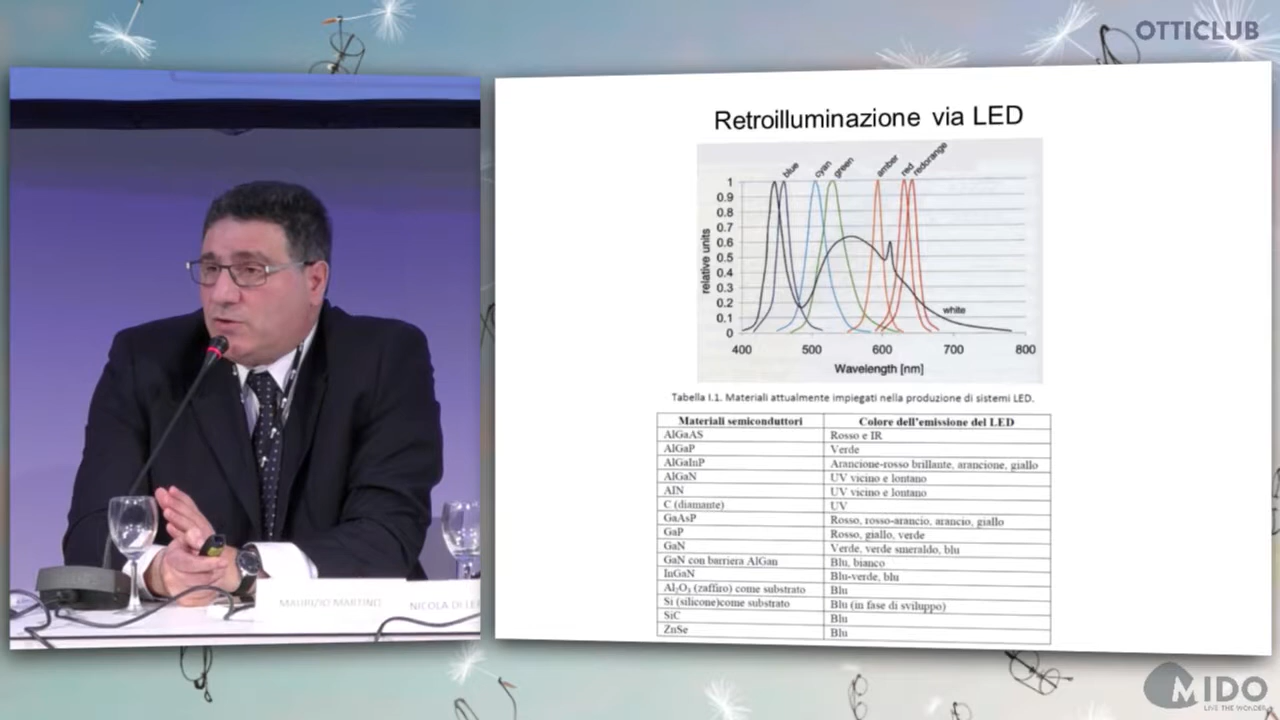 OTTICLUB
Retroilluminazione via LED
blue
cyan
green
amber
red
redorange
relative units
1
0.9
0.8
0.7
0.6
0.5
0.4
0.3
0.2
0.1
0
white
400 500 600 700 800
Wavelength [nm]
Tabella I.1. Materiali attualmente impiegati nella produzione di sistemi LED.
Materiali semiconduttori Colore dell'emissione del LED
AlGaAS Rosso e IR
AlGaP Verde
AlGaInP Arancione-rosso brillante, arancione, giallo
AlGaN UV vicino e lontano
AlN UV vicino e lontano
C (diamante) UV
GaAsP Rosso, rosso-arancio, arancio, giallo
GaP Rosso, giallo, verde
GaN Verde, verde smeraldo, blu
GaN con barriera AlGan Blu, bianco
InGaN Blu-verde, blu
Al₂O₃ (zaffiro) come substrato Blu
Si (silicone)come substrato Blu (in fase di sviluppo)
SiC Blu
ZnSe Blu
MAURIZIO MARTINO
NICOLA DI LE
MIDO
LIVE THE WONDER